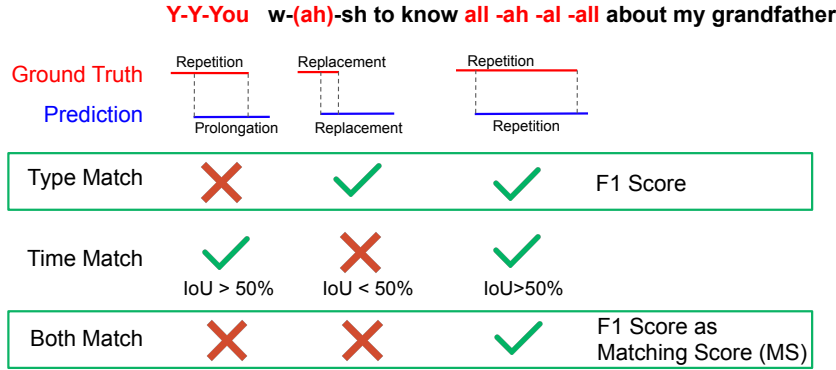 Y-Y-You w-(ah)-sh to know all -ah -al -all about my grandfather
Repetition Replacement Repetition
Ground Truth
Prediction
Prolongation Replacement Repetition
Type Match F1 Score
Time Match
IoU > 50% IoU < 50% IoU>50%
Both Match F1 Score as
Matching Score (MS)